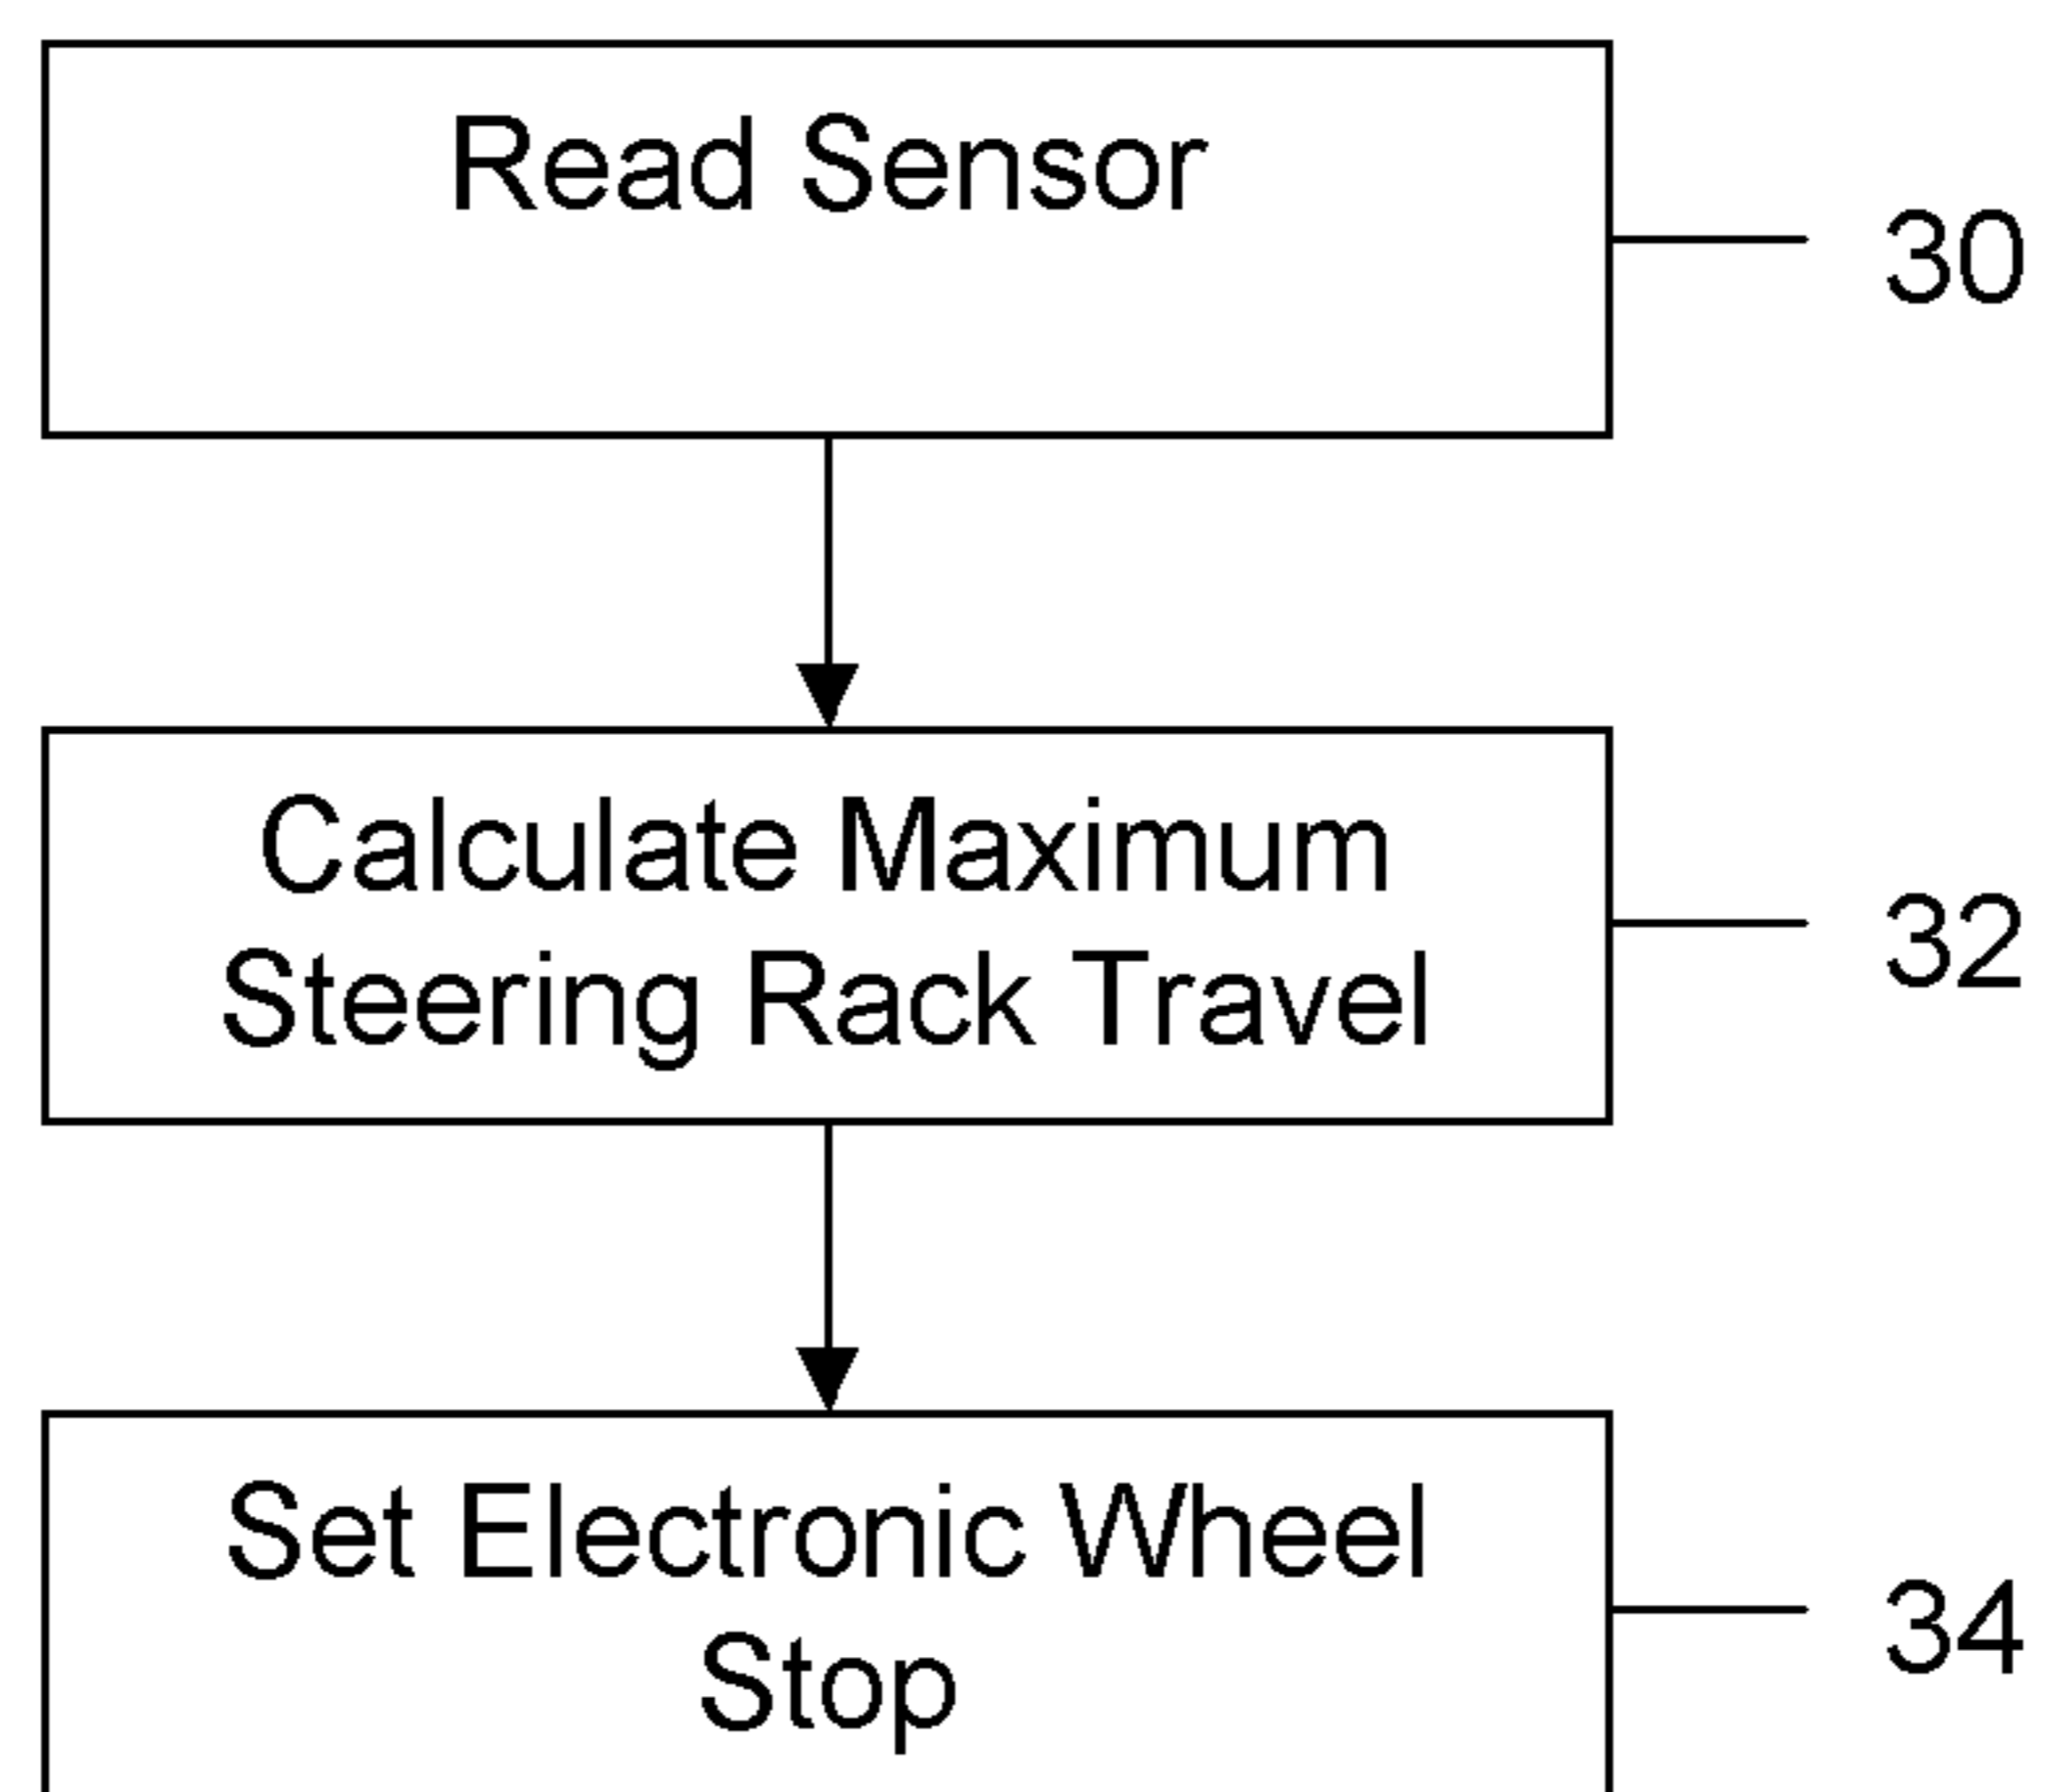 Read Sensor
30
Calculate Maximum
Steering Rack Travel
32
Set Electronic Wheel
Stop
34